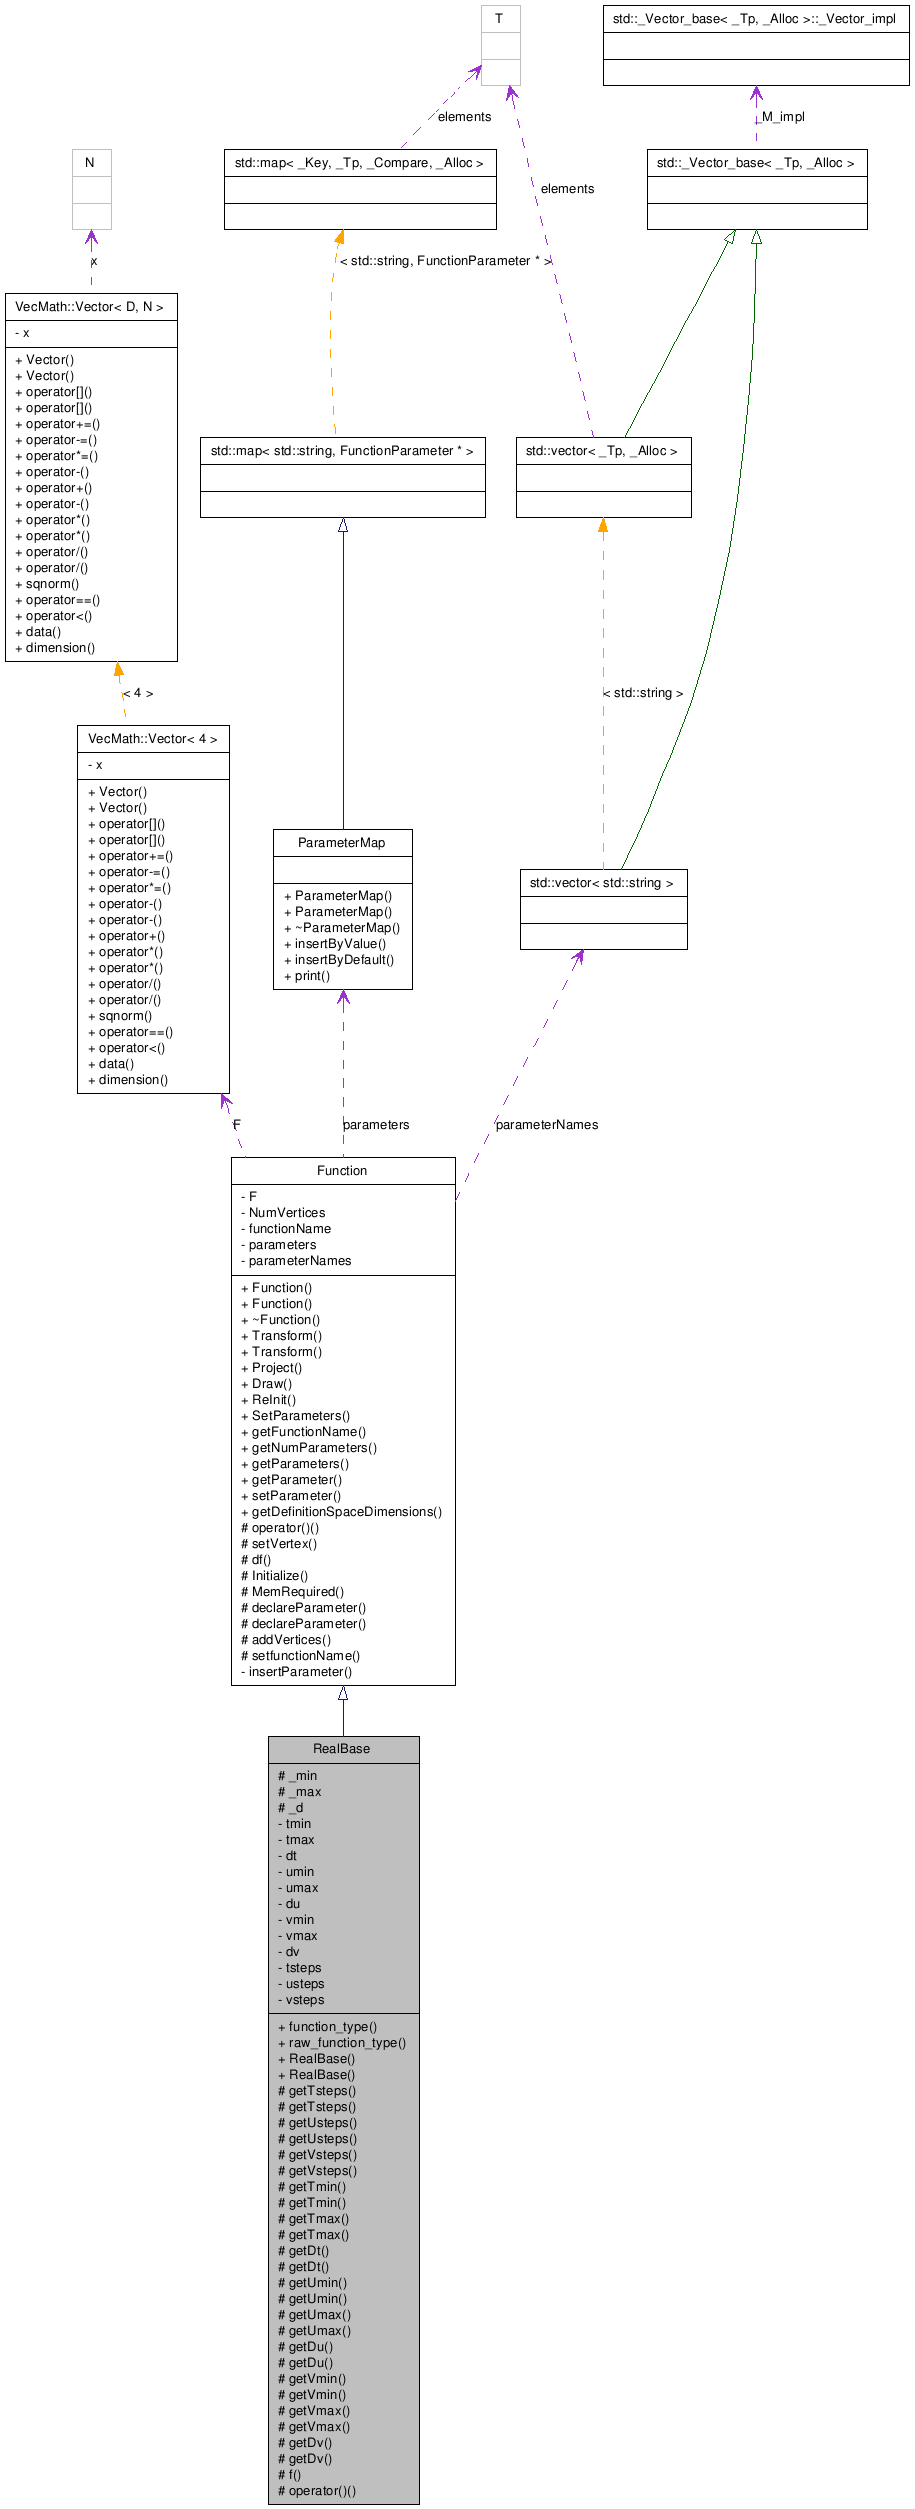 T
std::_Vector_base< _Tp, _Alloc >::_Vector_impl
elements
_M_impl
N
std::map< _Key, _Tp, _Compare, _Alloc >
std::_Vector_base< _Tp, _Alloc >
elements
x
< std::string, FunctionParameter * >
VecMath::Vector< D, N >
- x
+ Vector()
+ Vector()
+ operator[]()
+ operator[]()
+ operator+=()
+ operator-=()
+ operator*=()
+ operator-()
+ operator+()
+ operator-()
+ operator*()
+ operator*()
+ operator/()
+ operator/()
+ sqnorm()
+ operator==()
+ operator<()
+ data()
+ dimension()
std::map< std::string, FunctionParameter * >
std::vector< _Tp, _Alloc >
< 4 >
< std::string >
VecMath::Vector< 4 >
- x
+ Vector()
+ Vector()
+ operator[]()
+ operator[]()
+ operator+=()
+ operator-=()
+ operator*=()
+ operator-()
+ operator-()
+ operator+()
+ operator*()
+ operator*()
+ operator/()
+ operator/()
+ sqnorm()
+ operator==()
+ operator<()
+ data()
+ dimension()
ParameterMap
+ ParameterMap()
+ ParameterMap()
+ ~ParameterMap()
+ insertByValue()
+ insertByDefault()
+ print()
std::vector< std::string >
F
parameters
parameterNames
Function
- F
- NumVertices
- functionName
- parameters
- parameterNames
+ Function()
+ Function()
+ ~Function()
+ Transform()
+ Transform()
+ Project()
+ Draw()
+ ReInit()
+ SetParameters()
+ getFunctionName()
+ getNumParameters()
+ getParameters()
+ getParameter()
+ setParameter()
+ getDefinitionSpaceDimensions()
# operator()()
# setVertex()
# df()
# Initialize()
# MemRequired()
# declareParameter()
# declareParameter()
# addVertices()
# setfunctionName()
- insertParameter()
RealBase
# _min
# _max
# _d
- tmin
- tmax
- dt
- umin
- umax
- du
- vmin
- vmax
- dv
- tsteps
- usteps
- vsteps
+ function_type()
+ raw_function_type()
+ RealBase()
+ RealBase()
# getTsteps()
# getTsteps()
# getUsteps()
# getUsteps()
# getVsteps()
# getVsteps()
# getTmin()
# getTmin()
# getTmax()
# getTmax()
# getDt()
# getDt()
# getUmin()
# getUmin()
# getUmax()
# getUmax()
# getDu()
# getDu()
# getVmin()
# getVmin()
# getVmax()
# getVmax()
# getDv()
# getDv()
# f()
# operator()()